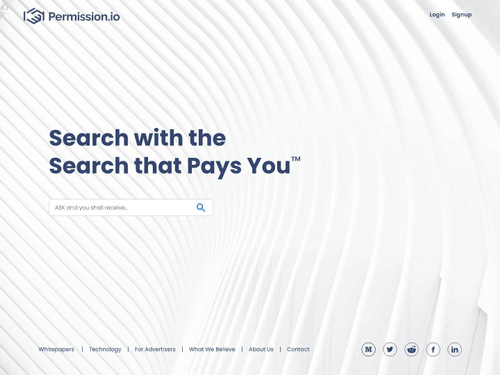 Permission.io
Login Signup
Search with the
Search that Pays You™
ASK and you shall receive..
Whitepapers | Technology | For Advertisers | What We Believe | About Us | Contact